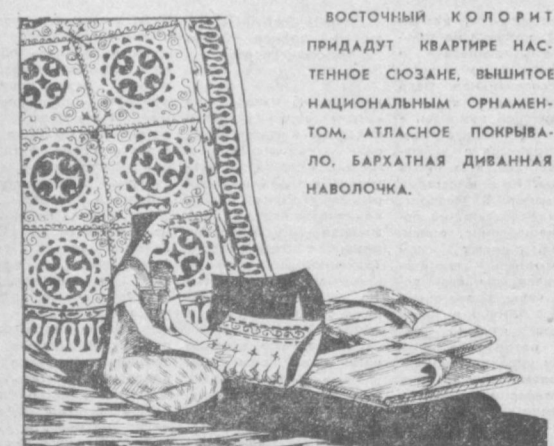 ВОСТОЧНЫЙ КОЛОРИТ
ПРИДАДУТ КВАРТИРЕ НАС-
ТЕННОЕ СЮЗАНЕ, ВЫШИТОЕ
НАЦИОНАЛЬНЫМ ОРНАМЕН-
ТОМ, АТЛАСНОЕ ПОКРЫВА-
ЛО, БАРХАТНАЯ ДИВАННАЯ
НАВОЛОЧКА.